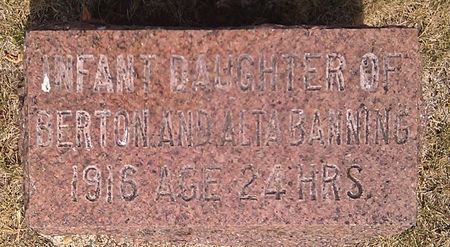 INFANT DAUGHTER OF
BERTON AND ALTA BANNING
1916 AGE 24 HRS.